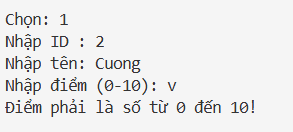 Chọn: 1
Nhập ID : 2
Nhập tên: Cuong
Nhập điểm (0-10): v
Điểm phải là số từ 0 đến 10!